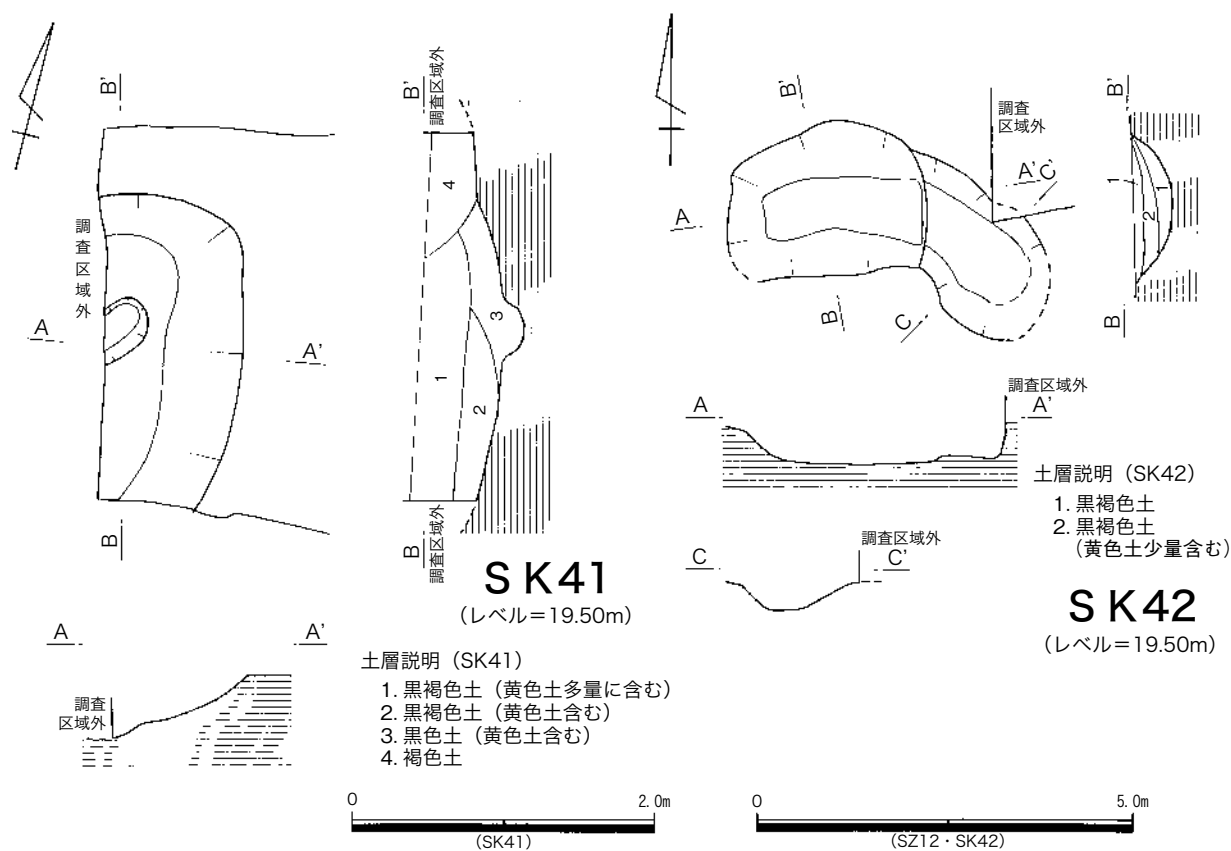 B'
調査区域外
A
A'
B
B'
調査区域外
4
3
1
2
B
調査区域外
SK41
(レベル=19.50m)
A
A'
調査
区域外
土層説明（SK41）
1. 黒褐色土（黄色土多量に含む）
2. 黒褐色土（黄色土含む）
3. 黒色土（黄色土含む）
4. 褐色土
0
2.0m
(SK41)
B'
調査
区域外
A'
C'
A
B
C
B'
1
1
2
B
調査区域外
A
A'
土層説明（SK42）
1. 黒褐色土
2. 黒褐色土
（黄色土少量含む）
調査区域外
C
C'
SK42
(レベル=19.50m)
0
5.0m
(SZ12・SK42)